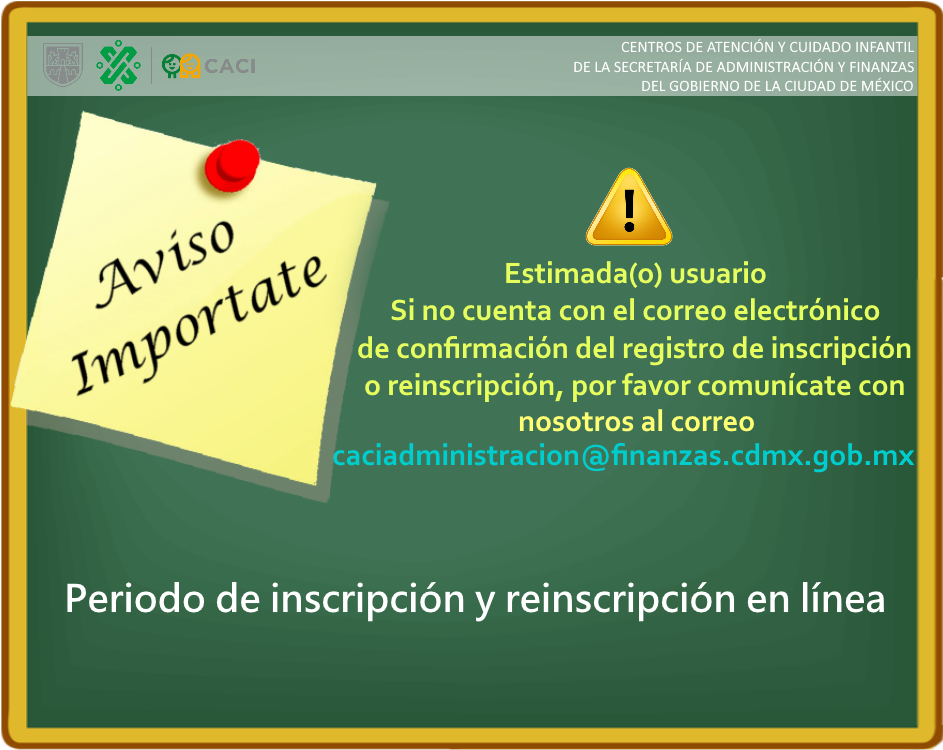 CACI
CENTROS DE ATENCIÓN Y CUIDADO INFANTIL
DE LA SECRETARÍA DE ADMINISTRACIÓN Y FINANZAS
DEL GOBIERNO DE LA CIUDAD DE MÉXICO
Aviso
Importate
Estimada(o) usuario
Si no cuenta con el correo electrónico
de confirmación del registro de inscripción
o reinscripción, por favor comunícate con
nosotros al correo
caciadministracion@finanzas.cdmx.gob.mx
Periodo de inscripción y reinscripción en línea